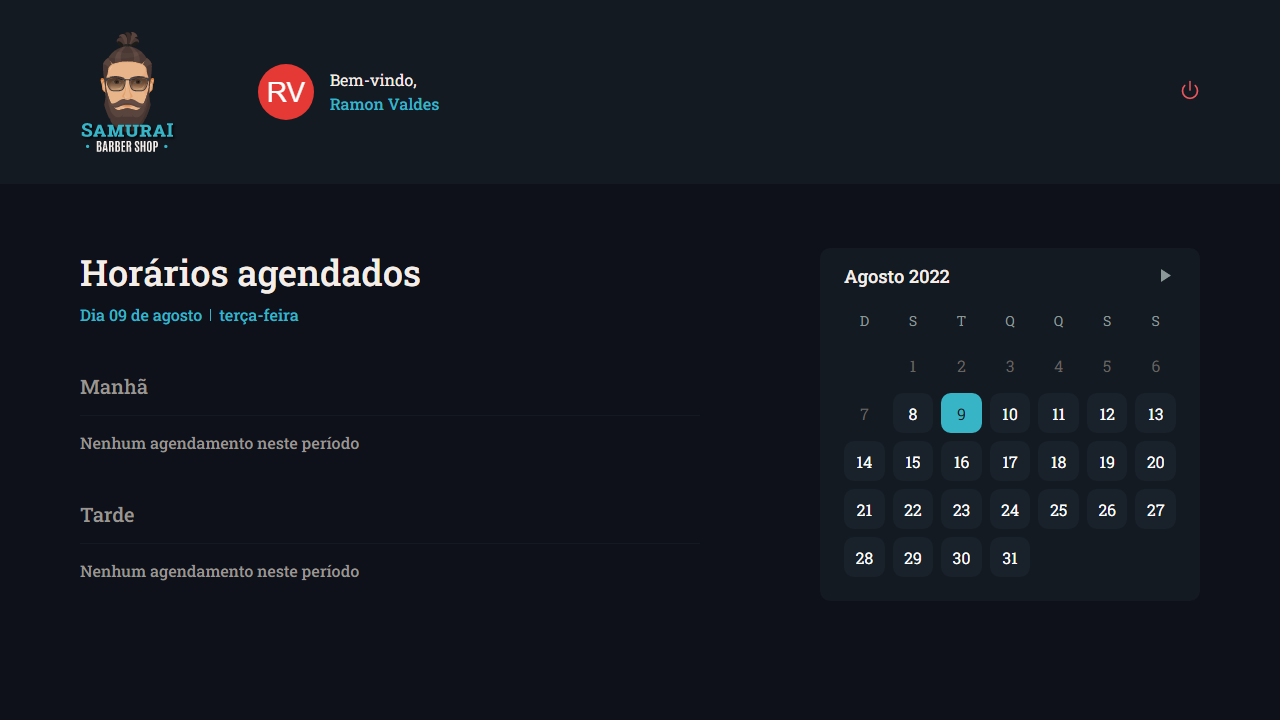 SAMURAI
• BARBER SHOP •
RV
Bem-vindo,
Ramon Valdes
Horários agendados
Dia 09 de agosto | terça-feira
Manhã
Nenhum agendamento neste período
Tarde
Nenhum agendamento neste período
Agosto 2022
D S T Q Q S S
1 2 3 4 5 6
7 8 9 10 11 12 13
14 15 16 17 18 19 20
21 22 23 24 25 26 27
28 29 30 31